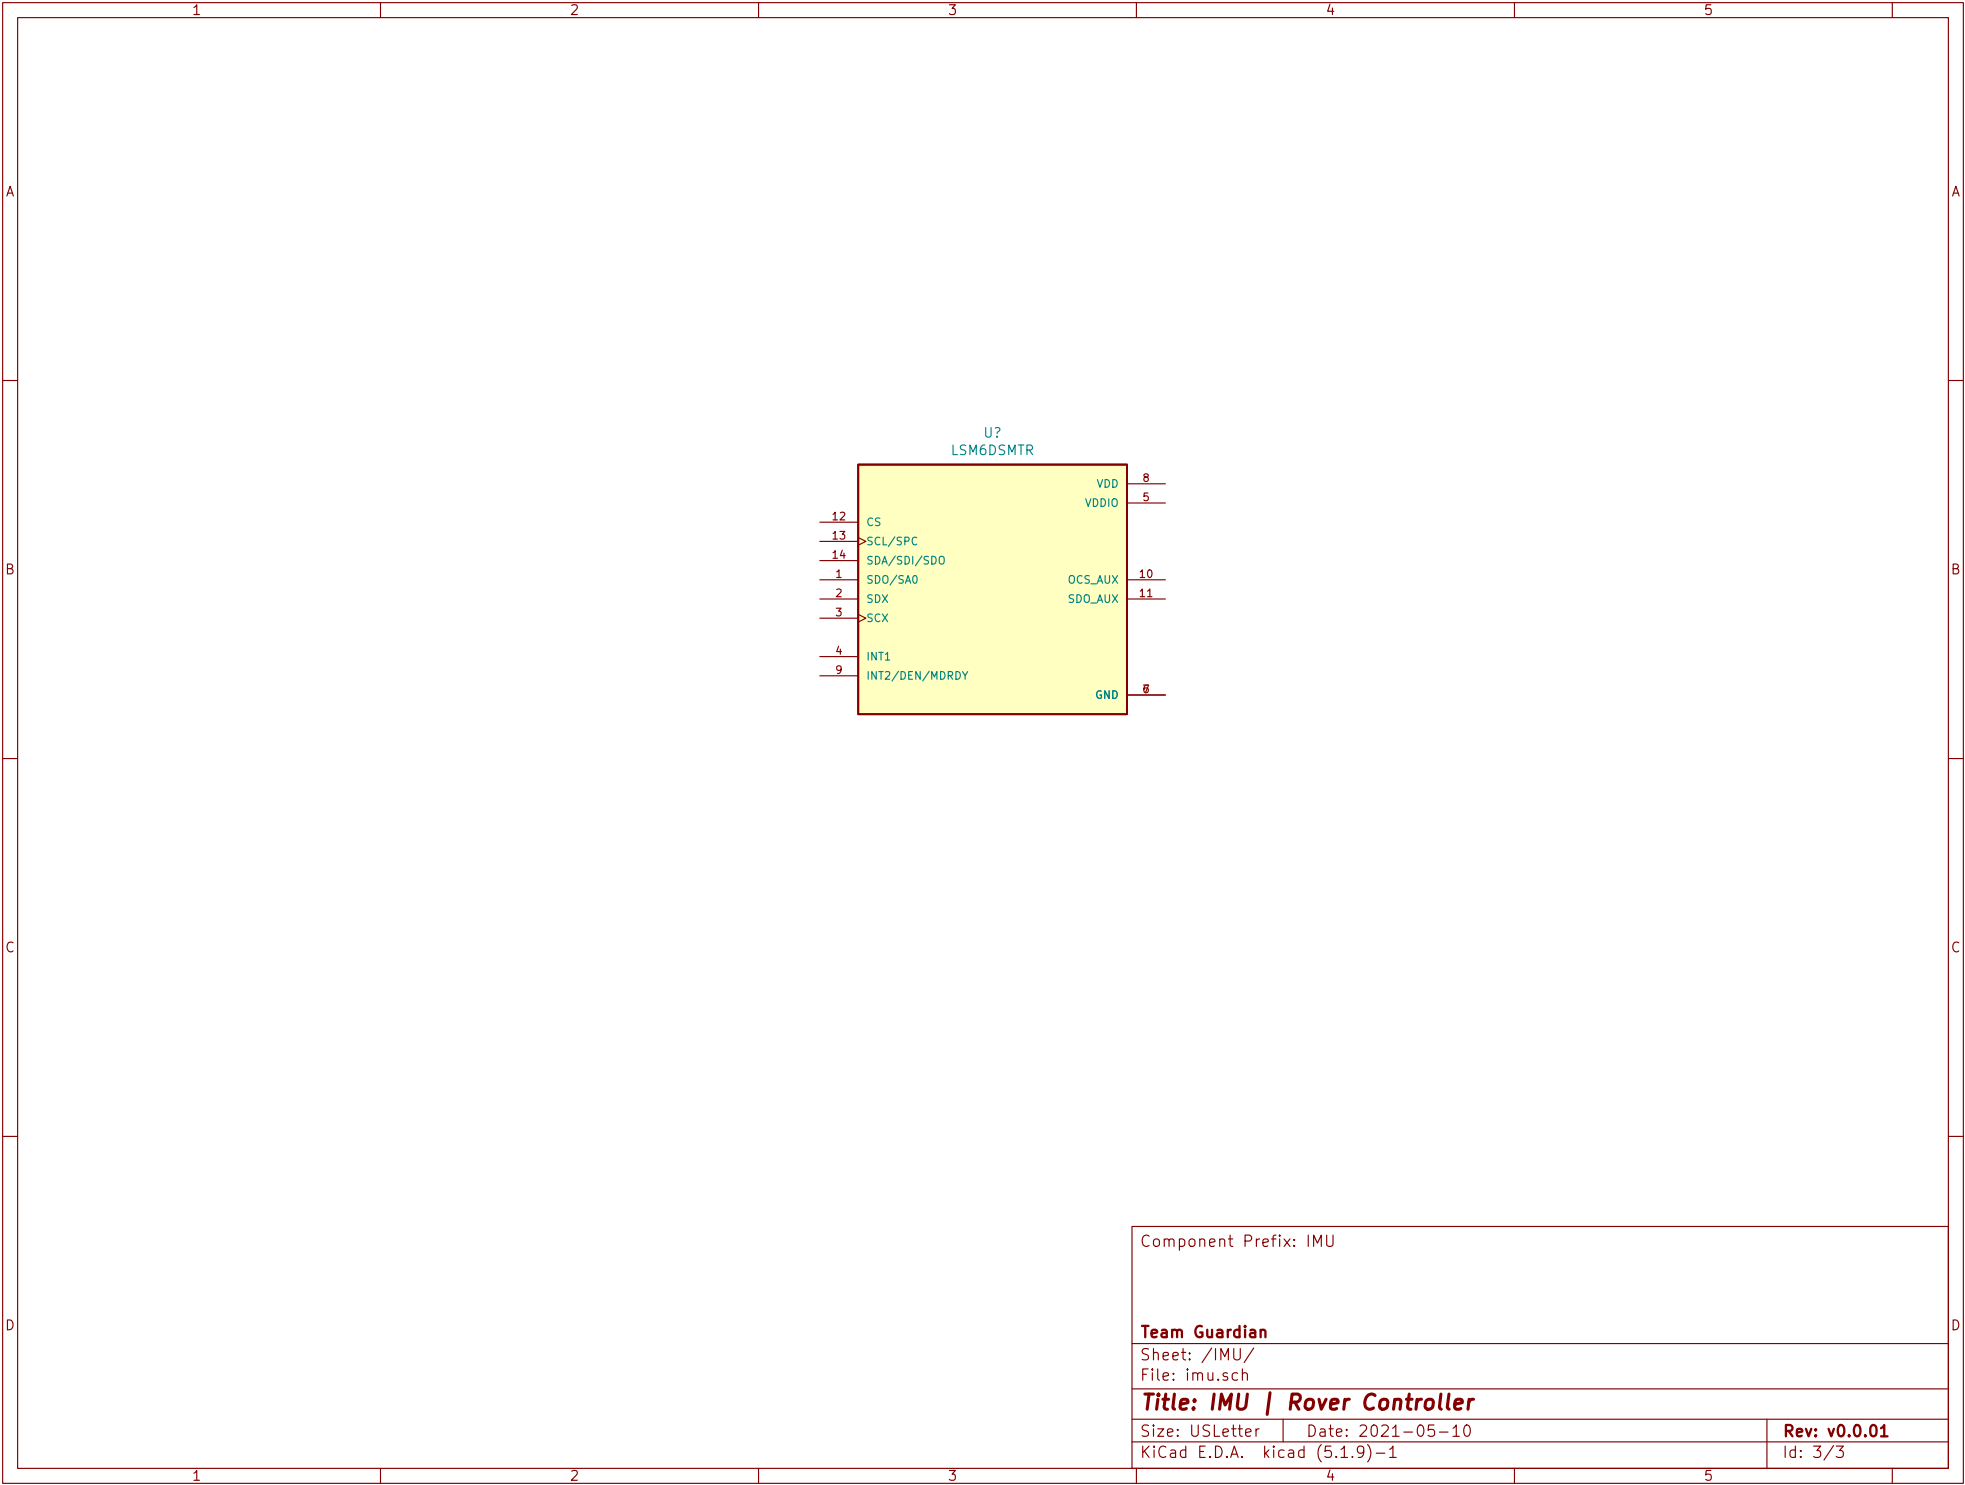 1 2 3 4 5
A A
U?
LSM6DSMTR
VDD 8
VDDIO 5
12 CS
13 SCL/SPC
14 SDA/SDI/SDO
B B
1 SDO/SA0 OCS_AUX 10
2 SDX SDO_AUX 11
3 SCX
4 INT1
9 INT2/DEN/MDRDY
GND
C C
Component Prefix: IMU
D D
Team Guardian
Sheet: /IMU/
File: imu.sch
Title: IMU | Rover Controller
Size: USLetter Date: 2021-05-10 Rev: v0.0.01
KiCad E.D.A. kicad (5.1.9)-1 Id: 3/3
1 2 3 4 5